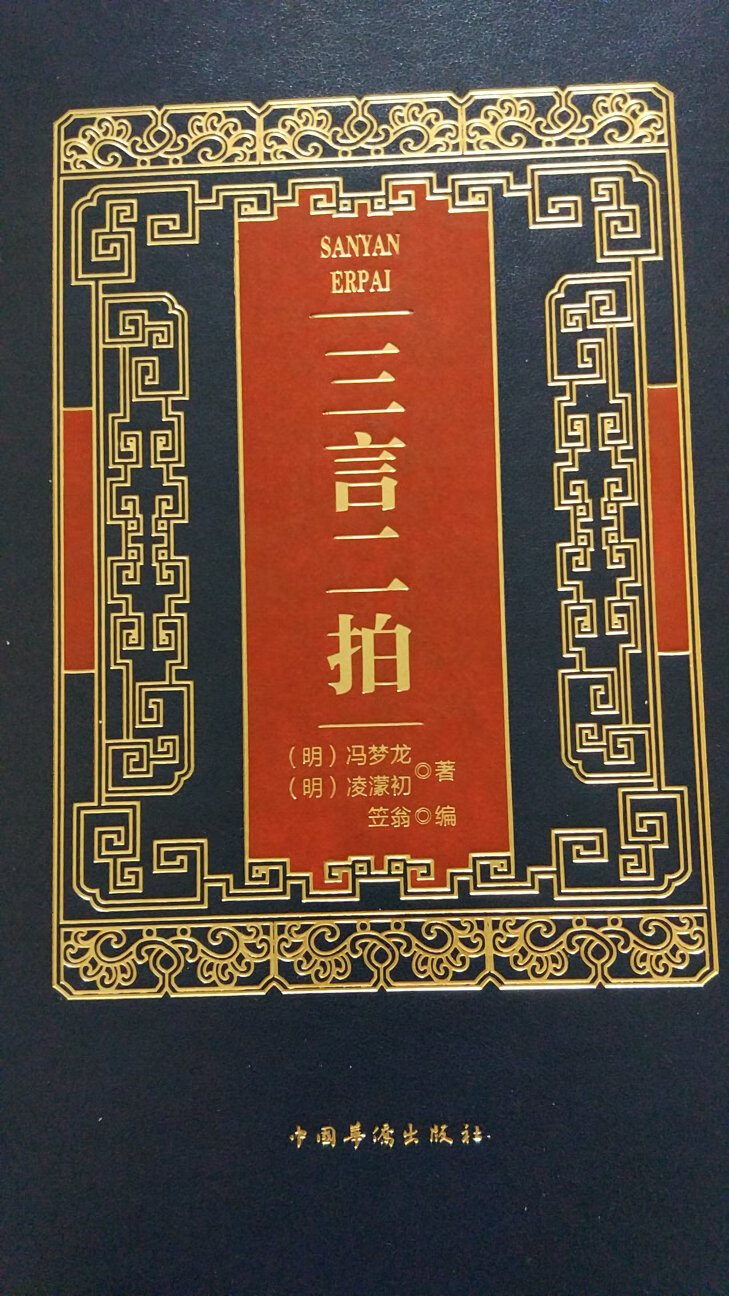 SANYAN
ERPAI
三言二拍
（明）冯梦龙
（明）凌濛初◎著
笠翁◎编
中国华侨出版社